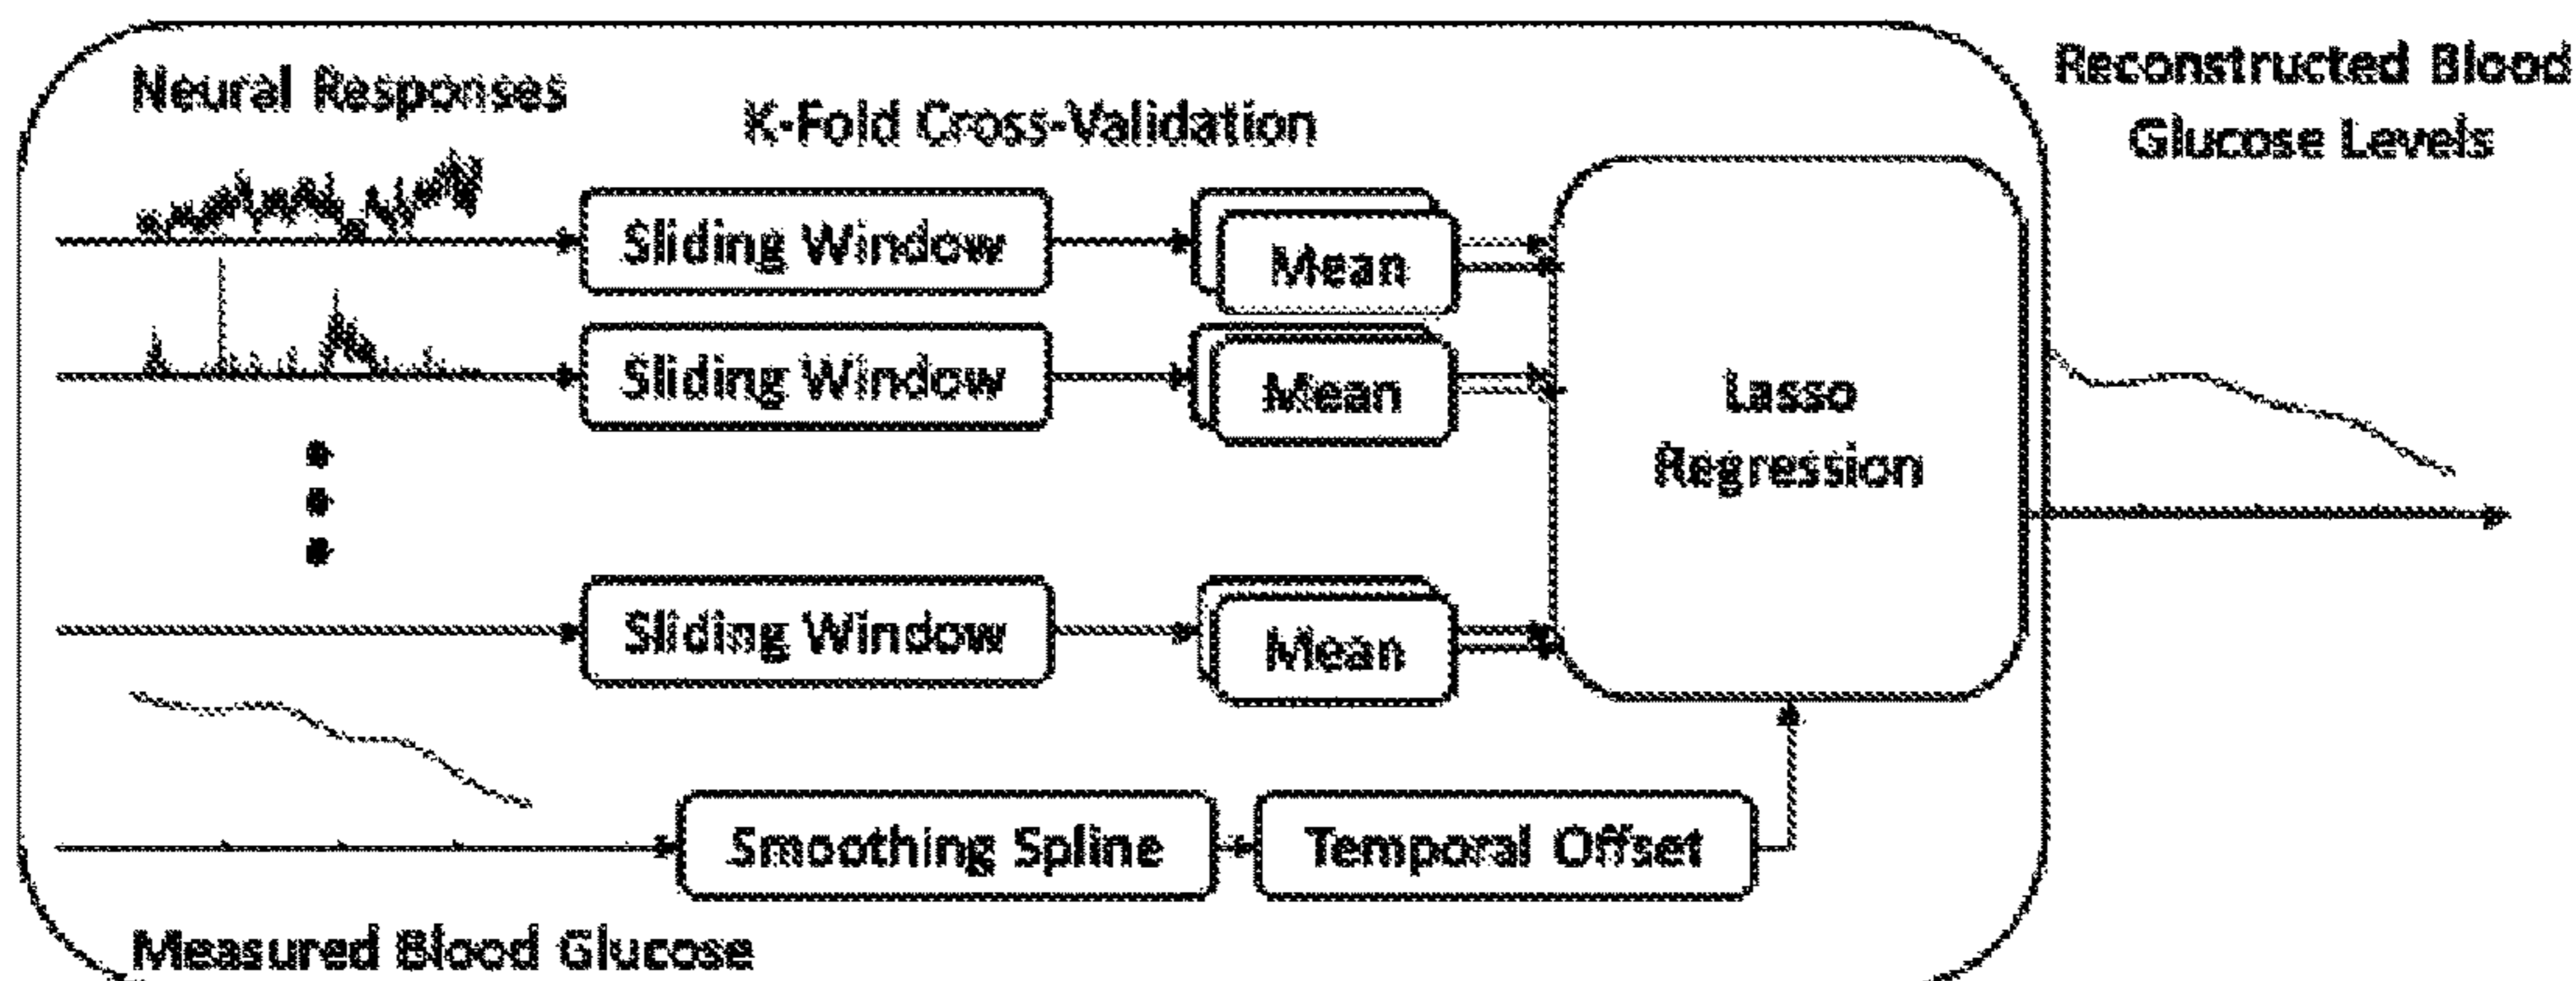 Neural Responses
K-Fold Cross-Validation
Reconstructed Blood
Glucose Levels
Sliding Window
Mean
Sliding Window
Mean
Lasso
Regression
Sliding Window
Mean
Smoothing Spline
Temporal Offset
Measured Blood Glucose